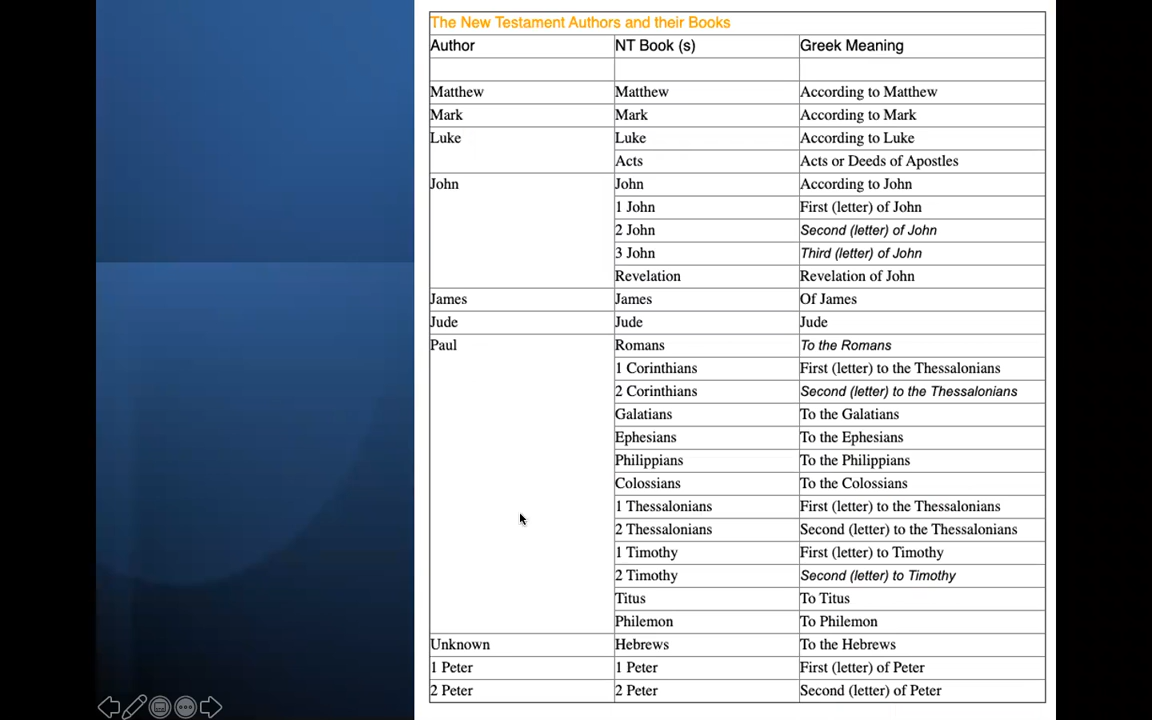 The New Testament Authors and their Books
Author NT Book (s) Greek Meaning
Matthew Matthew According to Matthew
Mark Mark According to Mark
Luke Luke According to Luke
Acts Acts or Deeds of Apostles
John John According to John
1 John First (letter) of John
2 John Second (letter) of John
3 John Third (letter) of John
Revelation Revelation of John
James James Of James
Jude Jude Jude
Paul Romans To the Romans
1 Corinthians First (letter) to the Thessalonians
2 Corinthians Second (letter) to the Thessalonians
Galatians To the Galatians
Ephesians To the Ephesians
Philippians To the Philippians
Colossians To the Colossians
1 Thessalonians First (letter) to the Thessalonians
2 Thessalonians Second (letter) to the Thessalonians
1 Timothy First (letter) to Timothy
2 Timothy Second (letter) to Timothy
Titus To Titus
Philemon To Philemon
Unknown Hebrews To the Hebrews
1 Peter 1 Peter First (letter) of Peter
2 Peter 2 Peter Second (letter) of Peter